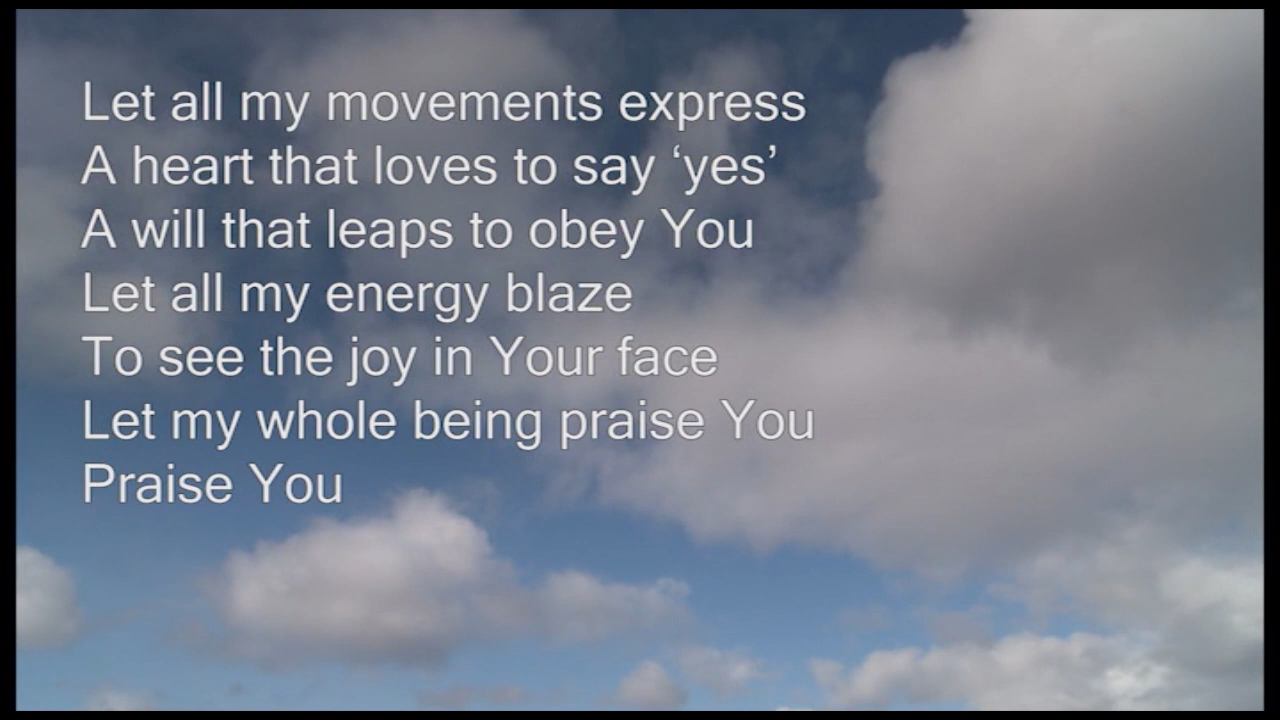 Let all my movements express
A heart that loves to say ‘yes’
A will that leaps to obey You
Let all my energy blaze
To see the joy in Your face
Let my whole being praise You
Praise You